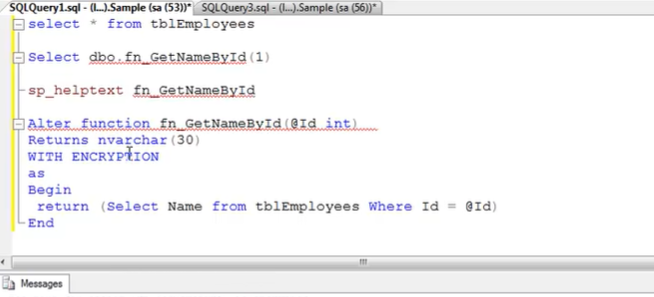 SQLQuery1.sql - (l...).Sample (sa (53))* SQLQuery3.sql - (l...).Sample (sa (56))*
select * from tblEmployees
Select dbo.fn_GetNameById(1)
sp_helptext fn_GetNameById
Alter function fn_GetNameById(@Id int)
Returns nvarchar(30)
WITH ENCRYPTION
as
Begin
return (Select Name from tblEmployees Where Id = @Id)
End
Messages